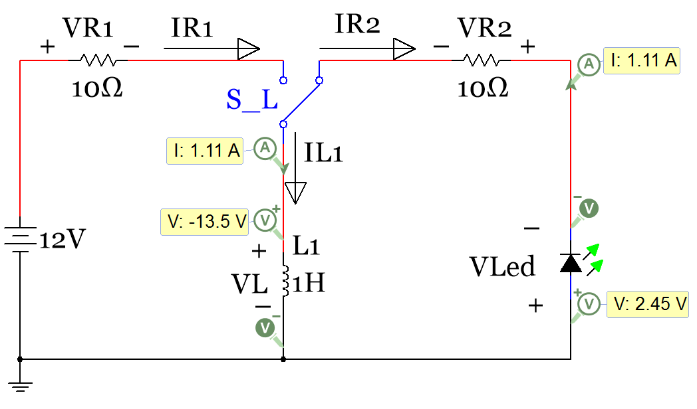 VR1
IR1
IR2
VR2
+
−
−
+
A
I: 1.11 A
10Ω
S_L
10Ω
I: 1.11 A
A
IL1
V: -13.5 V
V
+
−
V
12V
+
L1
−
VL
1H
VLed
−
+
+
V
V: 2.45 V
−
V